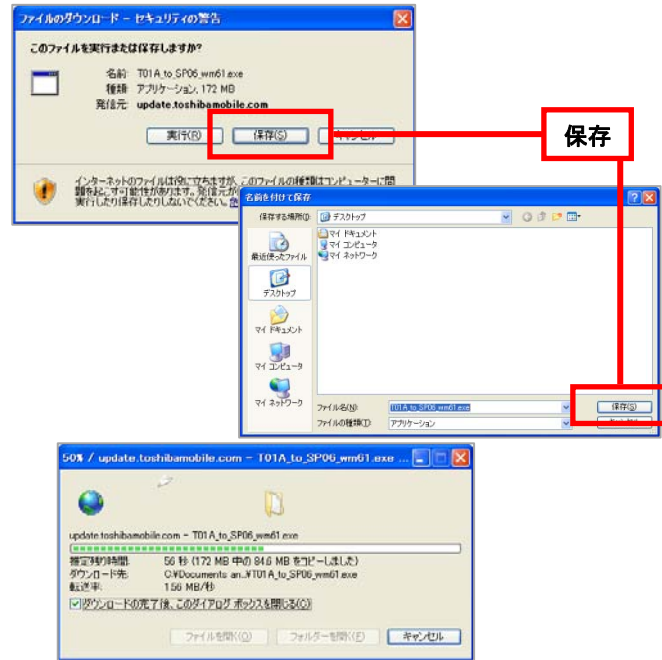 ファイルのダウンロード - セキュリティの警告
このファイルを実行または保存しますか?
名前: T01A_to_SP06_wm61.exe
種類: アプリケーション, 172 MB
発信元: update.toshibamobile.com
実行(R)
保存(S)
保存
インターネットのファイルは役に立ちますが、このファイルの種類はコンピューターに問
題を起こす可能性があります。発信元が
実行したり保存したりしないでください。
名前を付けて保存
保存する場所(I):
デスクトップ
最近使ったファイル
デスクトップ
マイ ドキュメント
マイ コンピュータ
マイ ネットワーク
マイ ドキュメント
マイ コンピュータ
マイ ネットワーク
ファイル名(N):
T01A_to_SP06_wm61.exe
保存(S)
ファイルの種類(T):
アプリケーション
50% / update.toshibamobile.com - T01A_to_SP06_wm61.exe ...
update.toshibamobile.com - T01A_to_SP06_wm61.exe
推定残り時間: 56 秒 (172 MB 中の 84.6 MB をコピーしました)
ダウンロード先: C:¥Documents an...¥T01A_to_SP06_wm61.exe
転送率: 1.56 MB/秒
ダウンロードの完了後、このダイアログ ボックスを閉じる(C)
ファイルを開く(O)
フォルダーを開く(F)
キャンセル